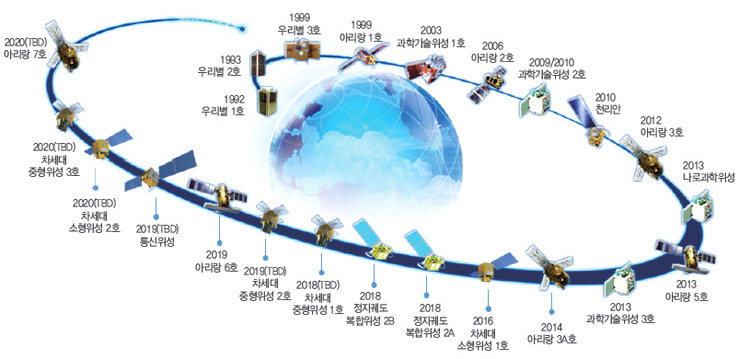 1992
우리별 1호
1993
우리별 2호
1999
우리별 3호
1999
아리랑 1호
2003
과학기술위성 1호
2006
아리랑 2호
2009/2010
과학기술위성 2호
2010
천리안
2012
아리랑 3호
2013
나로과학위성
2013
아리랑 5호
2013
과학기술위성 3호
2014
아리랑 3A호
2016
차세대
소형위성 1호
2018
정지궤도
복합위성 2A
2018
정지궤도
복합위성 2B
2018(TBD)
차세대
중형위성 1호
2019(TBD)
차세대
중형위성 2호
2019
아리랑 6호
2019(TBD)
통신위성
2020(TBD)
차세대
소형위성 2호
2020(TBD)
차세대
중형위성 3호
2020(TBD)
아리랑 7호